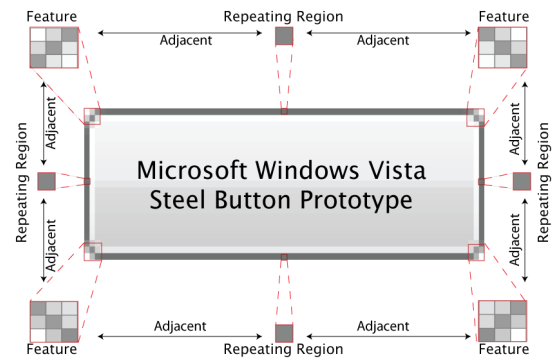 Feature
Repeating Region
Feature
Adjacent
Adjacent
Adjacent
Adjacent
Repeating Region
Microsoft Windows Vista
Steel Button Prototype
Repeating Region
Adjacent
Adjacent
Adjacent
Adjacent
Feature
Repeating Region
Feature